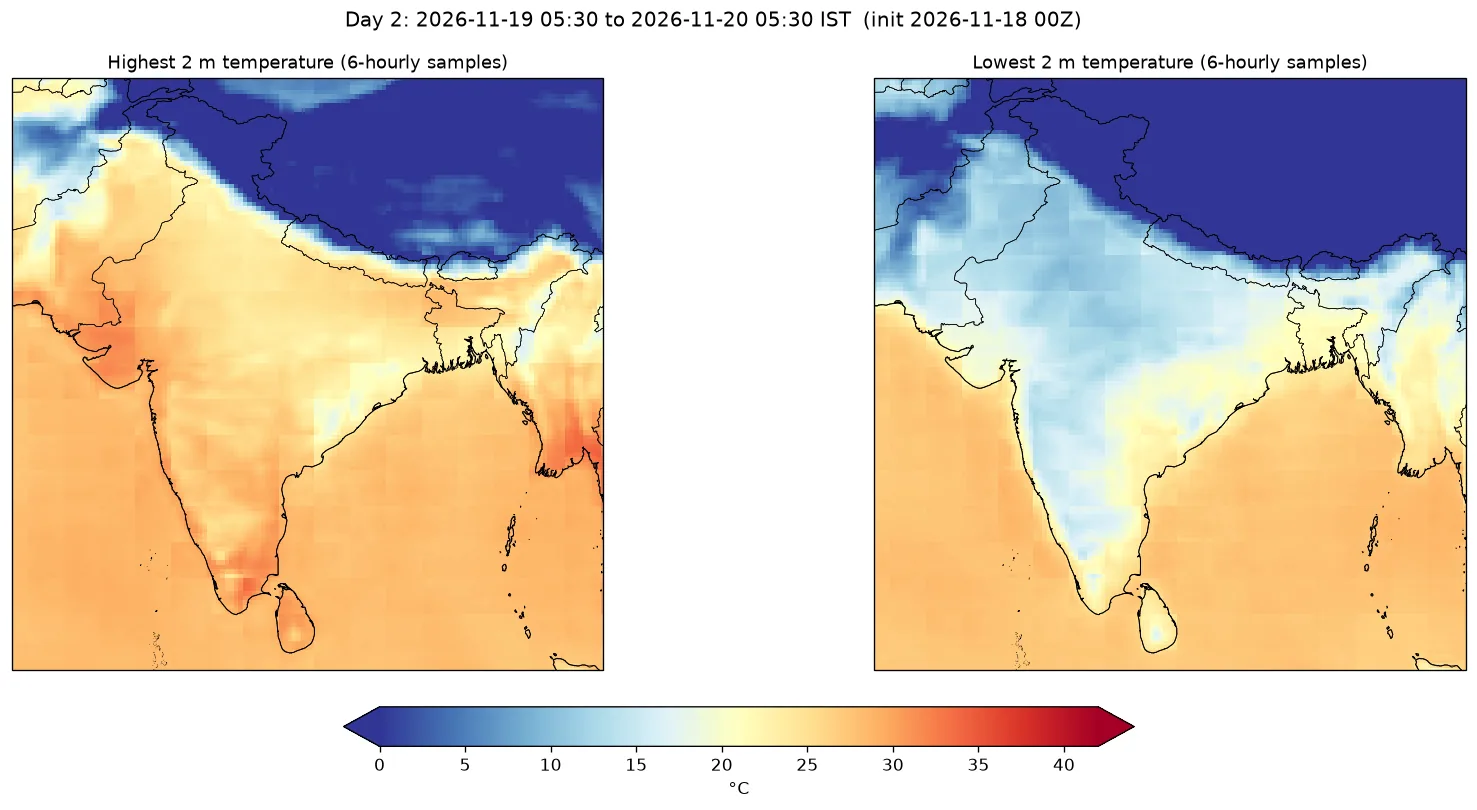 Day 2: 2026-11-19 05:30 to 2026-11-20 05:30 IST  (init 2026-11-18 00Z)
Highest 2 m temperature (6-hourly samples)
Lowest 2 m temperature (6-hourly samples)
0 5 10 15 20 25 30 35 40
°C